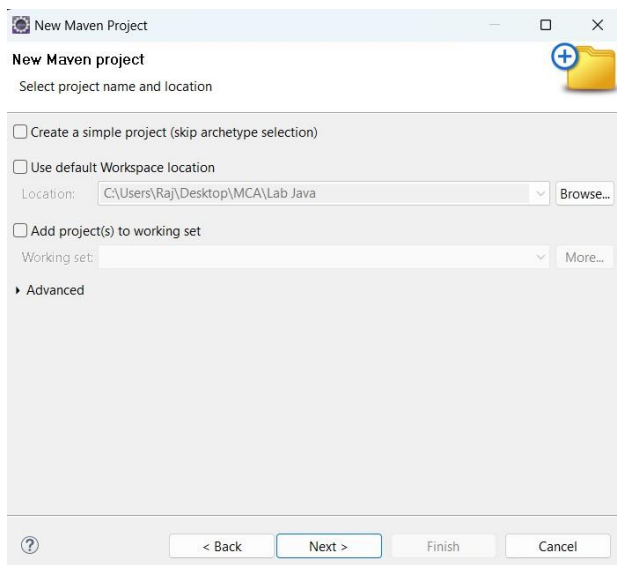 New Maven Project
New Maven project
Select project name and location
Create a simple project (skip archetype selection)
Use default Workspace location
Location: C:\Users\Raj\Desktop\MCA\Lab Java Browse...
Add project(s) to working set
Working set: More...
Advanced
? < Back Next > Finish Cancel